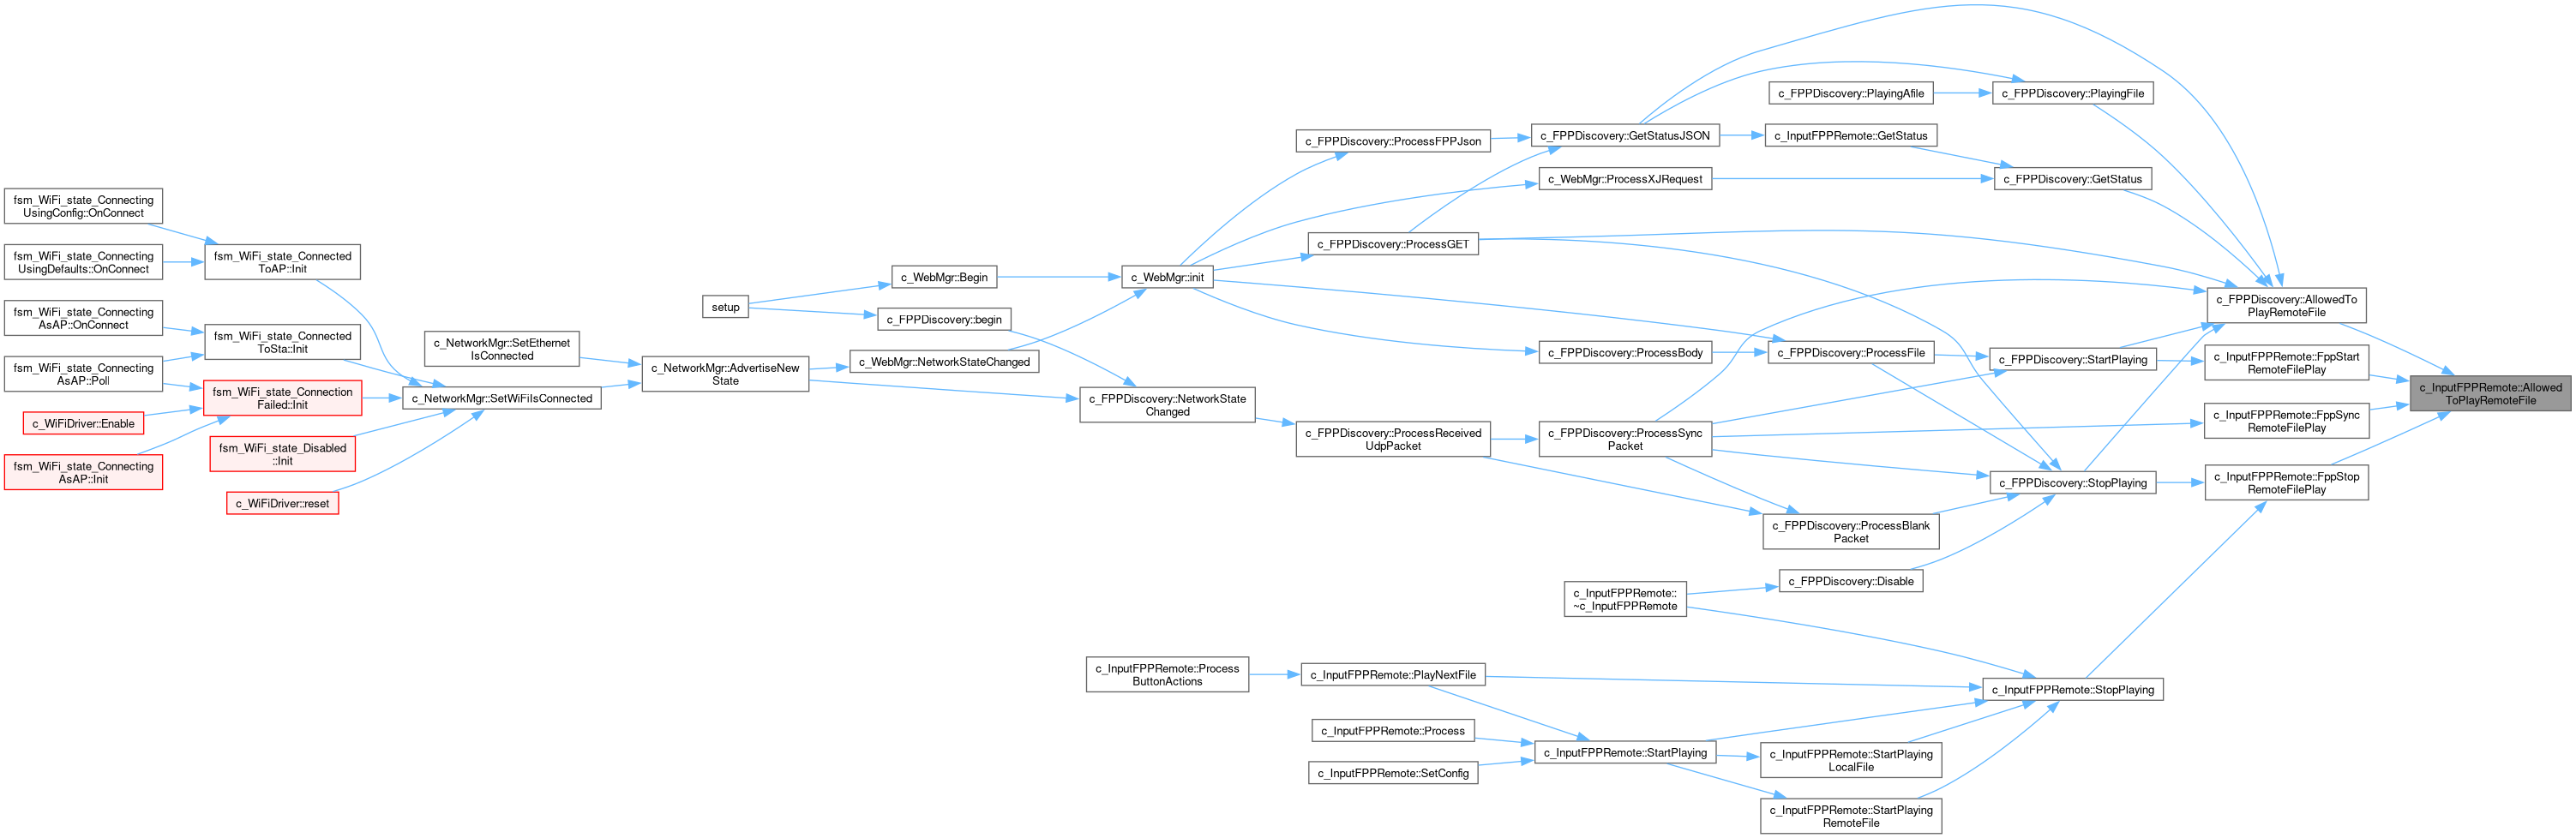 fsm_WiFi_state_Connecting
UsingConfig::OnConnect
fsm_WiFi_state_Connecting
UsingDefaults::OnConnect
fsm_WiFi_state_Connecting
AsAP::OnConnect
fsm_WiFi_state_Connecting
AsAP::Poll
c_WiFiDriver::Enable
fsm_WiFi_state_Connecting
AsAP::Init
fsm_WiFi_state_Connected
ToAP::Init
fsm_WiFi_state_Connected
ToSta::Init
fsm_WiFi_state_Connection
Failed::Init
fsm_WiFi_state_Disabled
::Init
c_WiFiDriver::reset
c_NetworkMgr::SetEthernet
IsConnected
c_NetworkMgr::SetWiFiIsConnected
c_NetworkMgr::AdvertiseNew
State
setup
c_WebMgr::Begin
c_FPPDiscovery::begin
c_WebMgr::NetworkStateChanged
c_FPPDiscovery::NetworkState
Changed
c_WebMgr::init
c_FPPDiscovery::ProcessFPPJson
c_FPPDiscovery::ProcessGET
c_FPPDiscovery::ProcessReceived
UdpPacket
c_InputFPPRemote::Process
ButtonActions
c_InputFPPRemote::PlayNextFile
c_InputFPPRemote::Process
c_InputFPPRemote::SetConfig
c_FPPDiscovery::GetStatusJSON
c_WebMgr::ProcessXJRequest
c_FPPDiscovery::ProcessBody
c_FPPDiscovery::ProcessSync
Packet
c_InputFPPRemote::
~c_InputFPPRemote
c_InputFPPRemote::StartPlaying
c_FPPDiscovery::PlayingAfile
c_InputFPPRemote::GetStatus
c_FPPDiscovery::ProcessFile
c_FPPDiscovery::ProcessBlank
Packet
c_FPPDiscovery::Disable
c_InputFPPRemote::StartPlaying
LocalFile
c_InputFPPRemote::StartPlaying
RemoteFile
c_FPPDiscovery::PlayingFile
c_FPPDiscovery::GetStatus
c_FPPDiscovery::StartPlaying
c_FPPDiscovery::StopPlaying
c_InputFPPRemote::StopPlaying
c_FPPDiscovery::AllowedTo
PlayRemoteFile
c_InputFPPRemote::FppStart
RemoteFilePlay
c_InputFPPRemote::FppSync
RemoteFilePlay
c_InputFPPRemote::FppStop
RemoteFilePlay
c_InputFPPRemote::Allowed
ToPlayRemoteFile